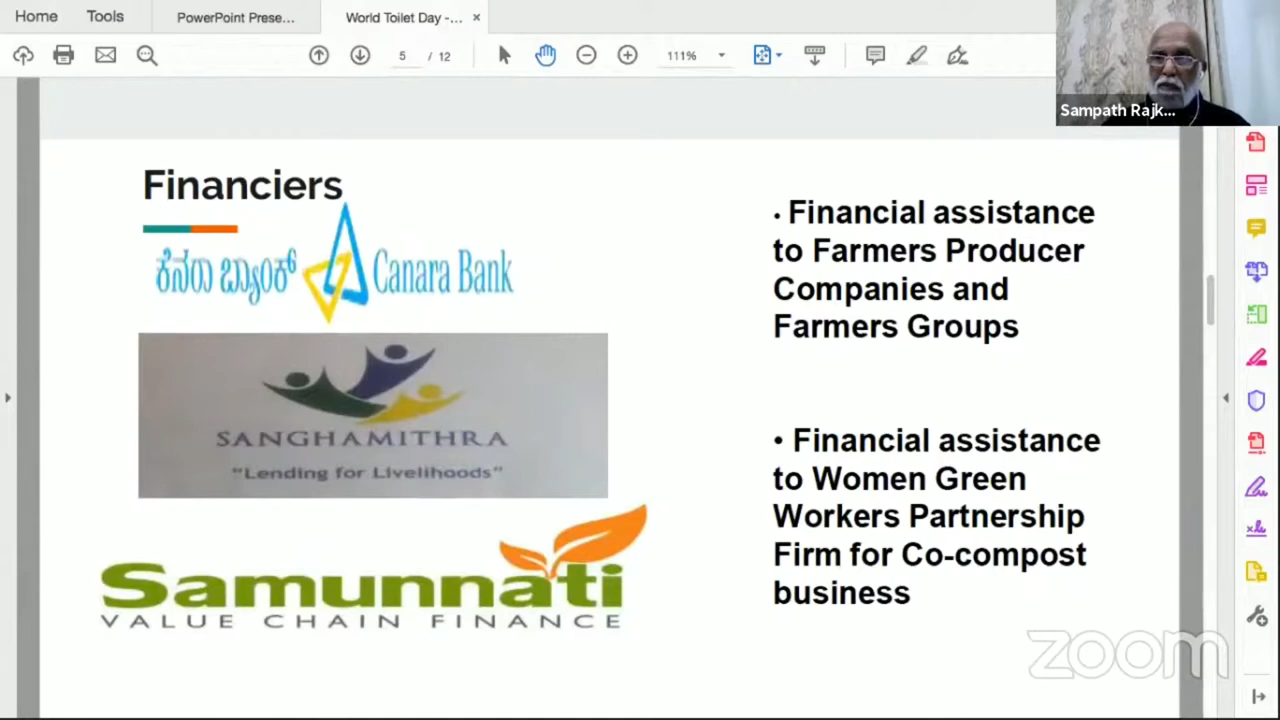 Home
Tools
PowerPoint Prese...
World Toilet Day -...
×
5 / 12
111%
Sampath Rajk...
Financiers
ಕೆನರಾ ಬ್ಯಾಂಕ್ Canara Bank
SANGHAMITHRA
"Lending for Livelihoods"
Samunnati
VALUE CHAIN FINANCE
• Financial assistance
to Farmers Producer
Companies and
Farmers Groups
• Financial assistance
to Women Green
Workers Partnership
Firm for Co-compost
business
zoom